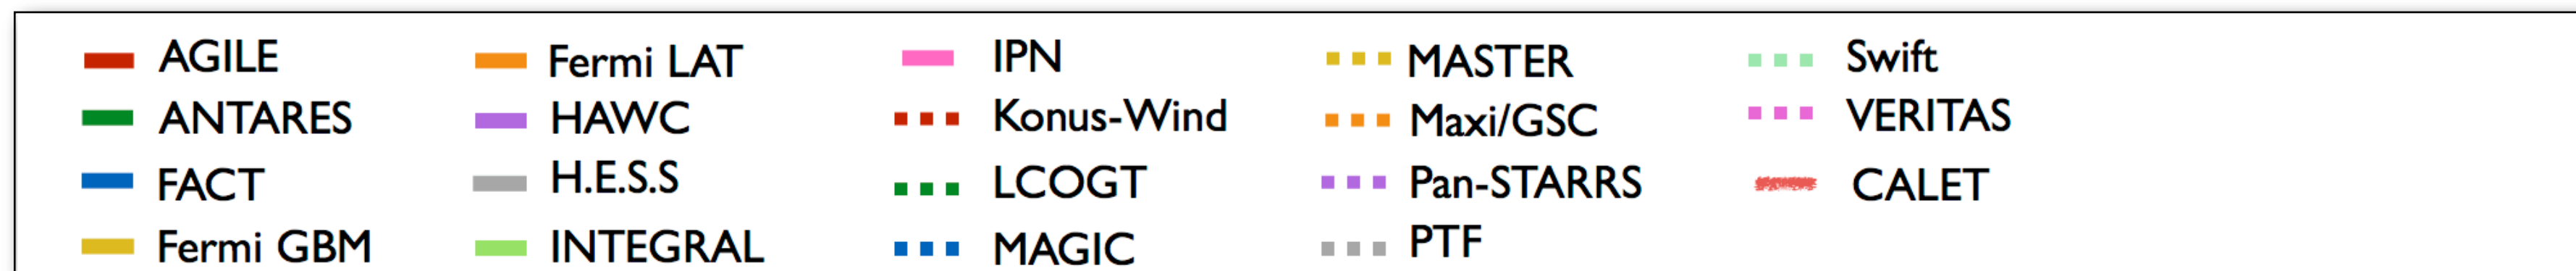 AGILE
ANTARES
FACT
Fermi GBM
Fermi LAT
HAWC
H.E.S.S
INTEGRAL
IPN
Konus-Wind
LCOGT
MAGIC
MASTER
Maxi/GSC
Pan-STARRS
PTF
Swift
VERITAS
CALET